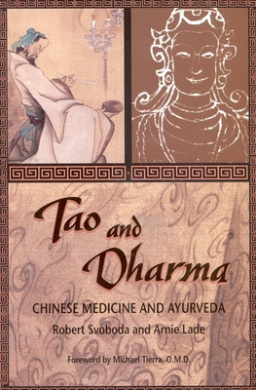 Tao and
Dharma
CHINESE MEDICINE AND AYURVEDA
Robert Svoboda and Arnie Lade
Foreword by Michael Tierra, O.M.D.